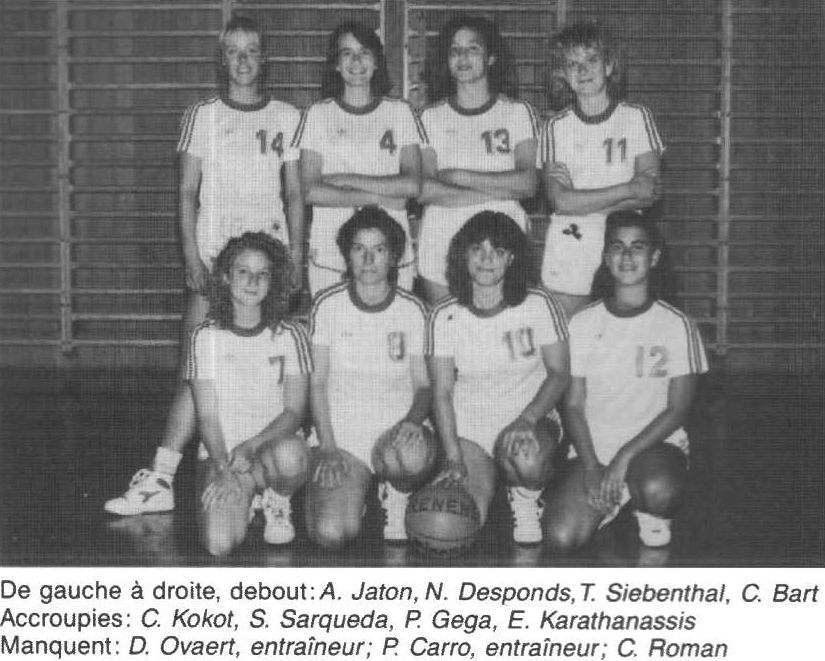 14 4 13 11
7 8 10 12
De gauche à droite, debout: A. Jaton, N. Desponds, T. Siebenthal, C. Bart
Accroupies: C. Kokot, S. Sarqueda, P. Gega, E. Karathanassis
Manquent: D. Ovaert, entraîneur; P. Carro, entraîneur; C. Roman